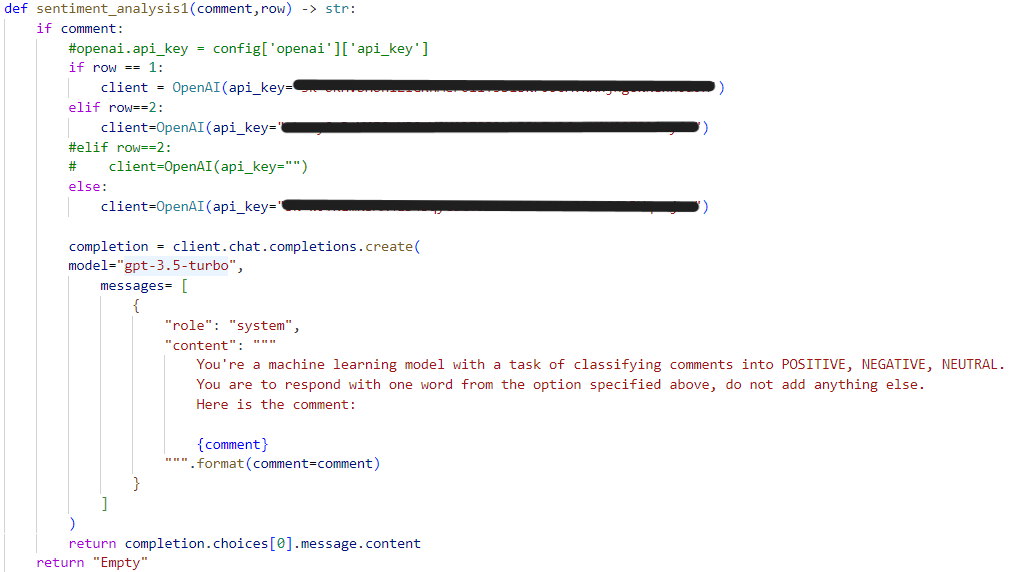 def sentiment_analysis1(comment,row) -> str:
    if comment:
        #openai.api_key = config['openai']['api_key']
        if row == 1:
            client = OpenAI(api_key=" )
        elif row==2:
            client=OpenAI(api_key=' ')
        #elif row==2:
        #    client=OpenAI(api_key="")
        else:
            client=OpenAI(api_key=' ')
        completion = client.chat.completions.create(
        model="gpt-3.5-turbo",
            messages= [
                {
                    "role": "system",
                    "content": """
                        You're a machine learning model with a task of classifying comments into POSITIVE, NEGATIVE, NEUTRAL.
                        You are to respond with one word from the option specified above, do not add anything else.
                        Here is the comment:
                        {comment}
                    """.format(comment=comment)
                }
            ]
        )
        return completion.choices[0].message.content
    return "Empty"